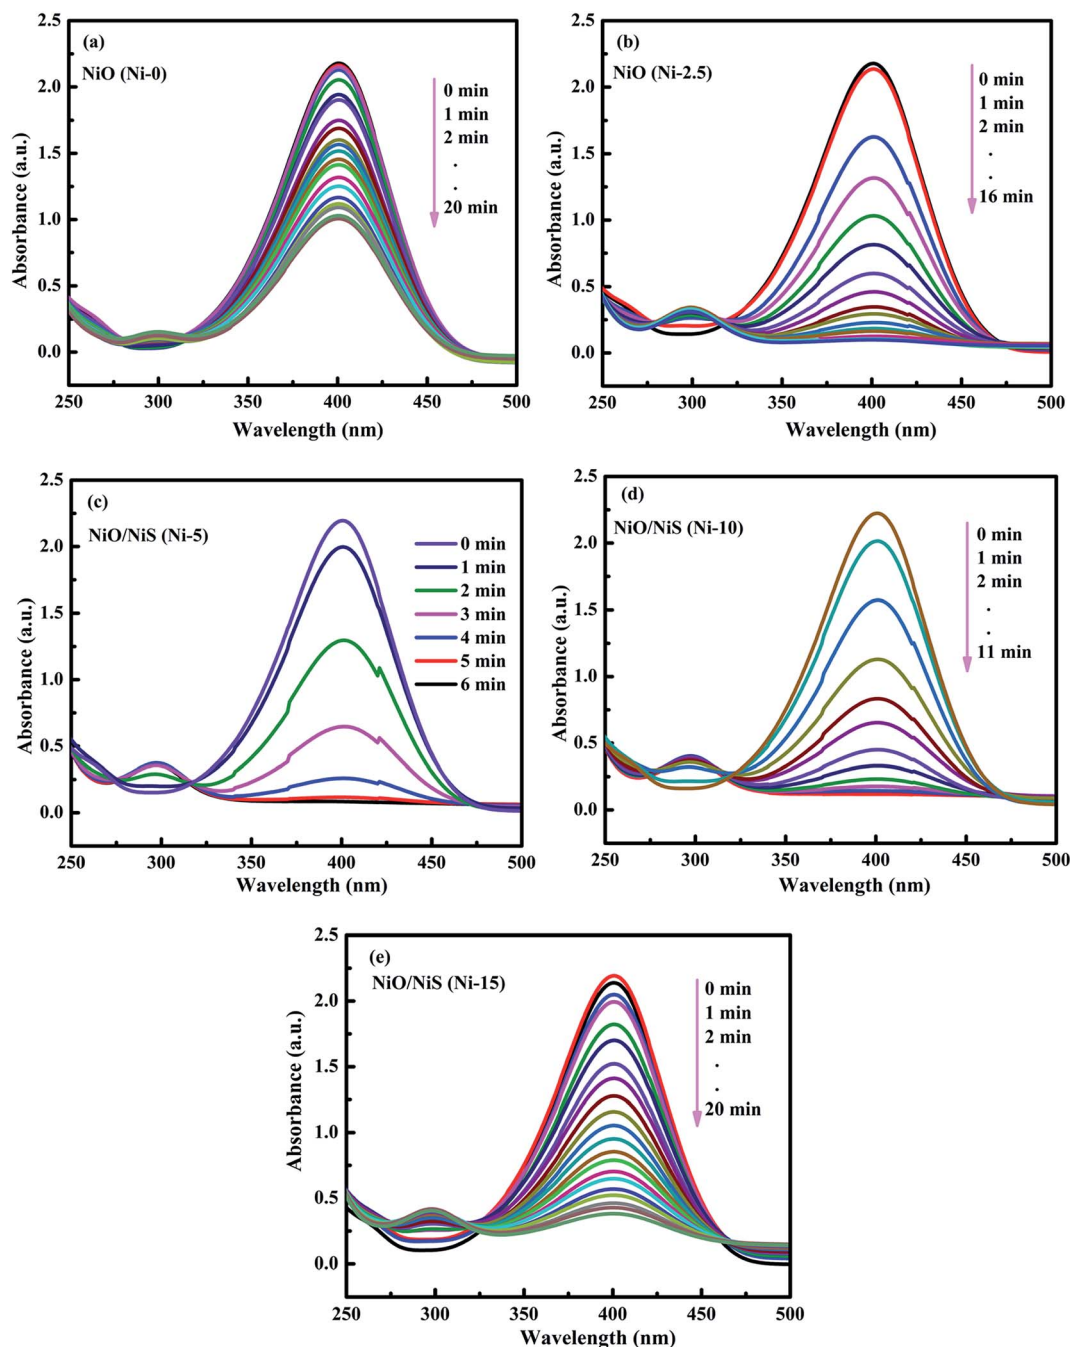 (a)
NiO (Ni-0)
0 min
1 min
2 min
.
.
20 min
2.5
2.0
1.5
1.0
0.5
0.0
Absorbance (a.u.)
250 300 350 400 450 500
Wavelength (nm)
(b)
NiO (Ni-2.5)
0 min
1 min
2 min
.
.
16 min
2.5
2.0
1.5
1.0
0.5
0.0
Absorbance (a.u.)
250 300 350 400 450 500
Wavelength (nm)
(c)
NiO/NiS (Ni-5)
0 min
1 min
2 min
3 min
4 min
5 min
6 min
2.5
2.0
1.5
1.0
0.5
0.0
Absorbance (a.u.)
250 300 350 400 450 500
Wavelength (nm)
(d)
NiO/NiS (Ni-10)
0 min
1 min
2 min
.
.
11 min
2.5
2.0
1.5
1.0
0.5
0.0
Absorbance (a.u.)
250 300 350 400 450 500
Wavelength (nm)
(e)
NiO/NiS (Ni-15)
0 min
1 min
2 min
.
.
20 min
2.5
2.0
1.5
1.0
0.5
0.0
Absorbance (a.u.)
250 300 350 400 450 500
Wavelength (nm)